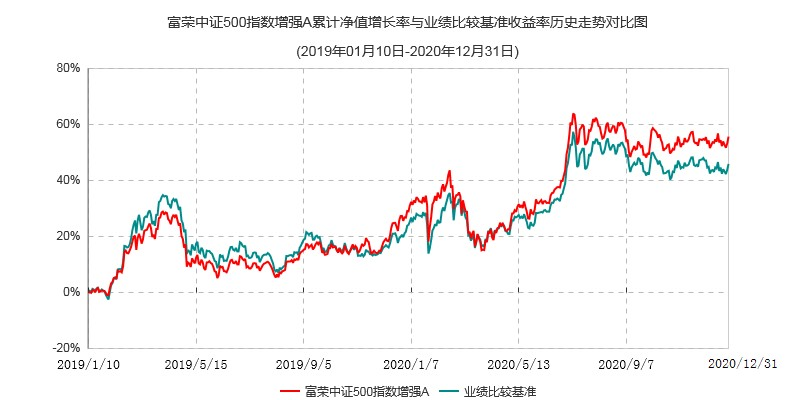 富荣中证500指数增强A累计净值增长率与业绩比较基准收益率历史走势对比图
(2019年01月10日-2020年12月31日)
80%
60%
40%
20%
0%
-20%
2019/1/10 2019/5/15 2019/9/5 2020/1/7 2020/5/13 2020/9/7 2020/12/31
富荣中证500指数增强A 业绩比较基准